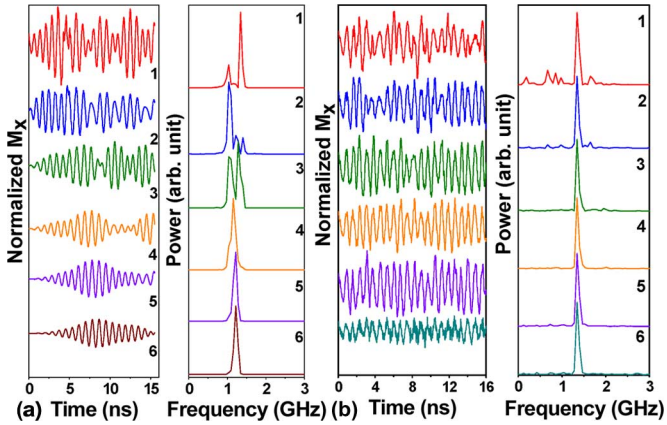 Normalized Mx
1
2
3
4
5
6
0 5 10 15
(a) Time (ns)
Power (arb. unit)
1
2
3
4
5
6
0 1 2 3
Frequency (GHz)
Normalized Mx
0 4 8 12 16
(b) Time (ns)
Power (arb. unit)
1
2
3
4
5
6
0 1 2 3
Frequency (GHz)